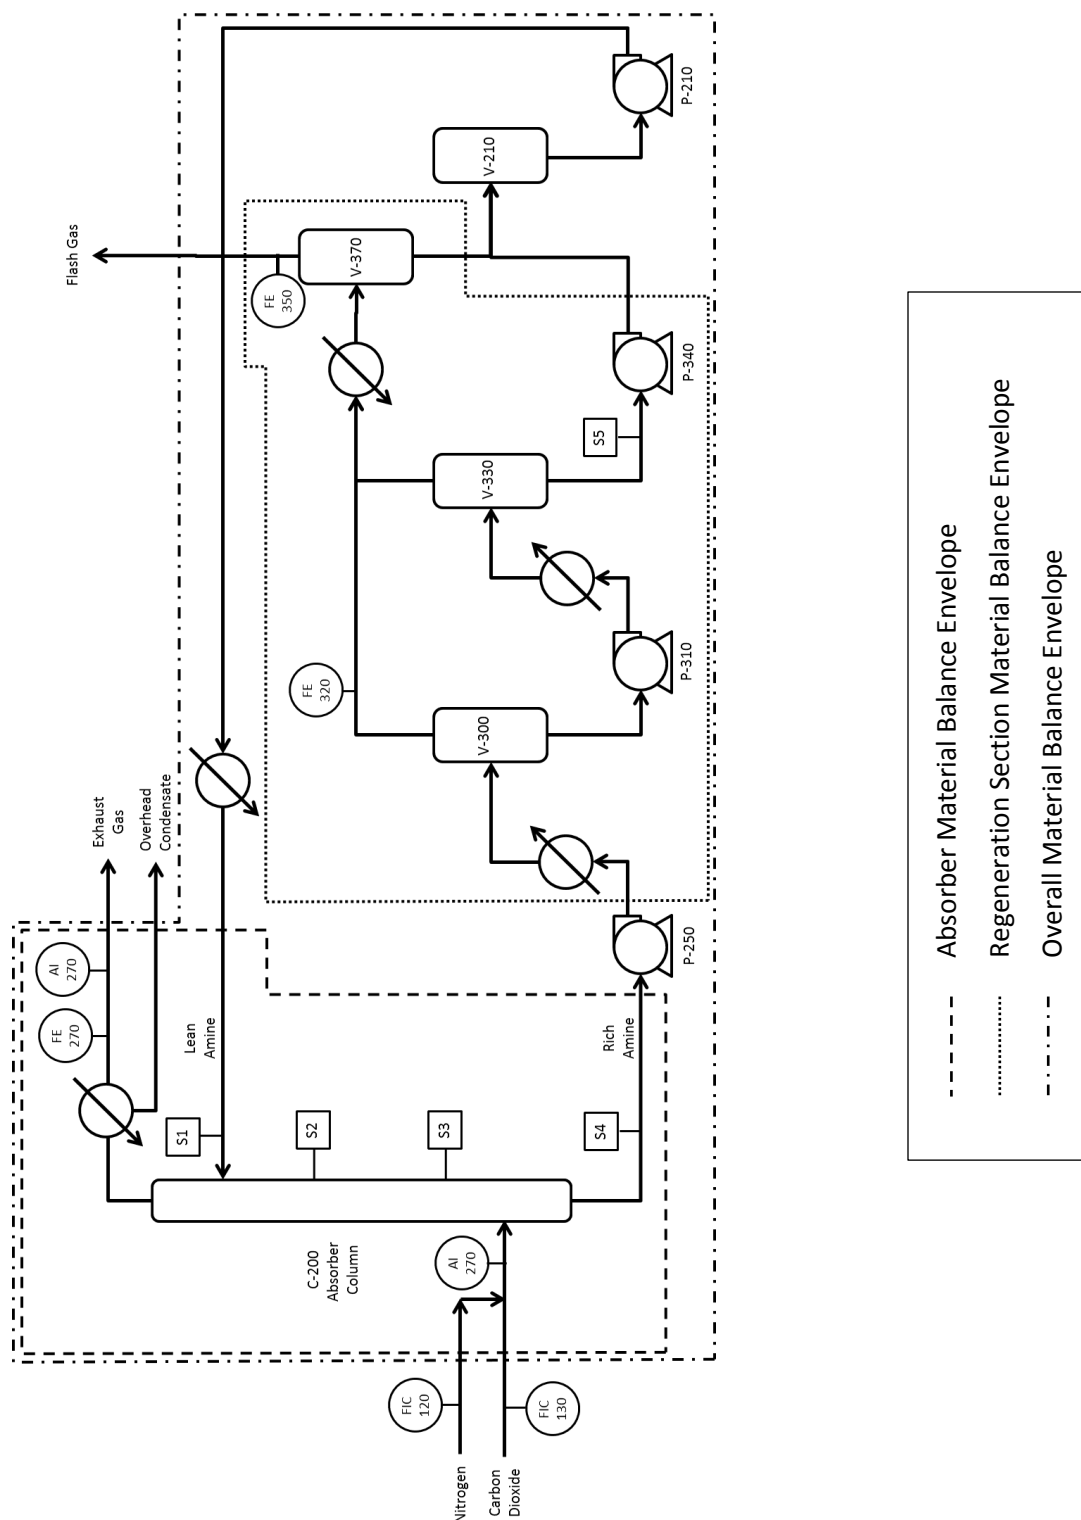 Flash Gas
Exhaust
Gas
Overhead
Condensate
AI
270
FE
270
Lean
Amine
S1
S2
S3
S4
Rich
Amine
C-200
Absorber
Column
AI
270
FIC
120
FIC
130
Nitrogen
Carbon
Dioxide
P-250
V-300
FE
320
P-310
V-330
S5
P-340
FE
350
V-370
V-210
P-210
Absorber Material Balance Envelope
Regeneration Section Material Balance Envelope
Overall Material Balance Envelope